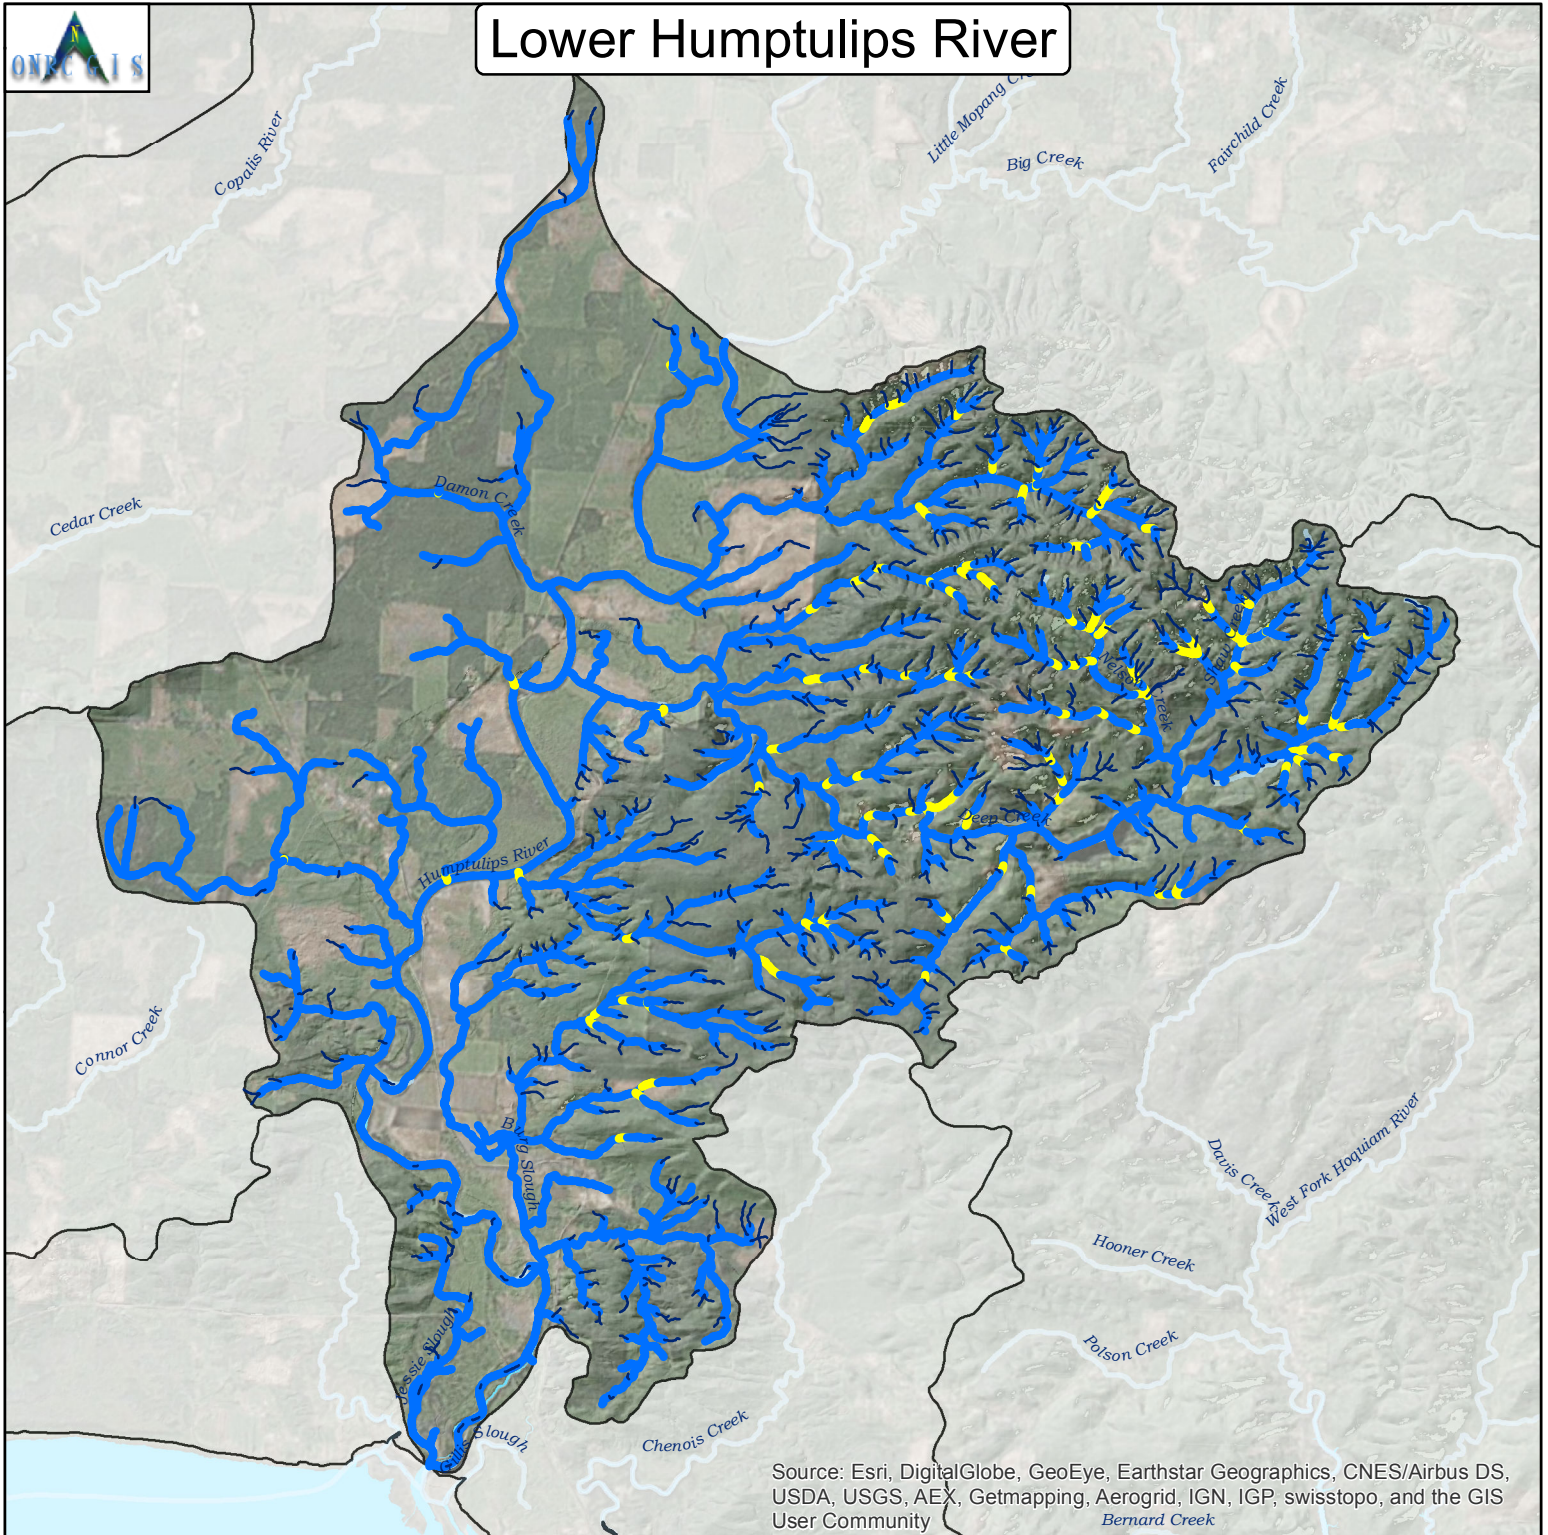 N
ONRC GIS
Lower Humptulips River
Copalis River
Little Mopang
Big Creek
Fairchild Creek
Cedar Creek
Damon Creek
Nelson Creek
Deep Creek
Humptulips River
Connor Creek
Burg Slough
Davis Creek
West Fork Hoquiam River
Hooner Creek
Polson Creek
Jessie Slough
Gillis Slough
Chenois Creek
Source: Esri, DigitalGlobe, GeoEye, Earthstar Geographics, CNES/Airbus DS,
USDA, USGS, AEX, Getmapping, Aerogrid, IGN, IGP, swisstopo, and the GIS
User Community
Bernard Creek